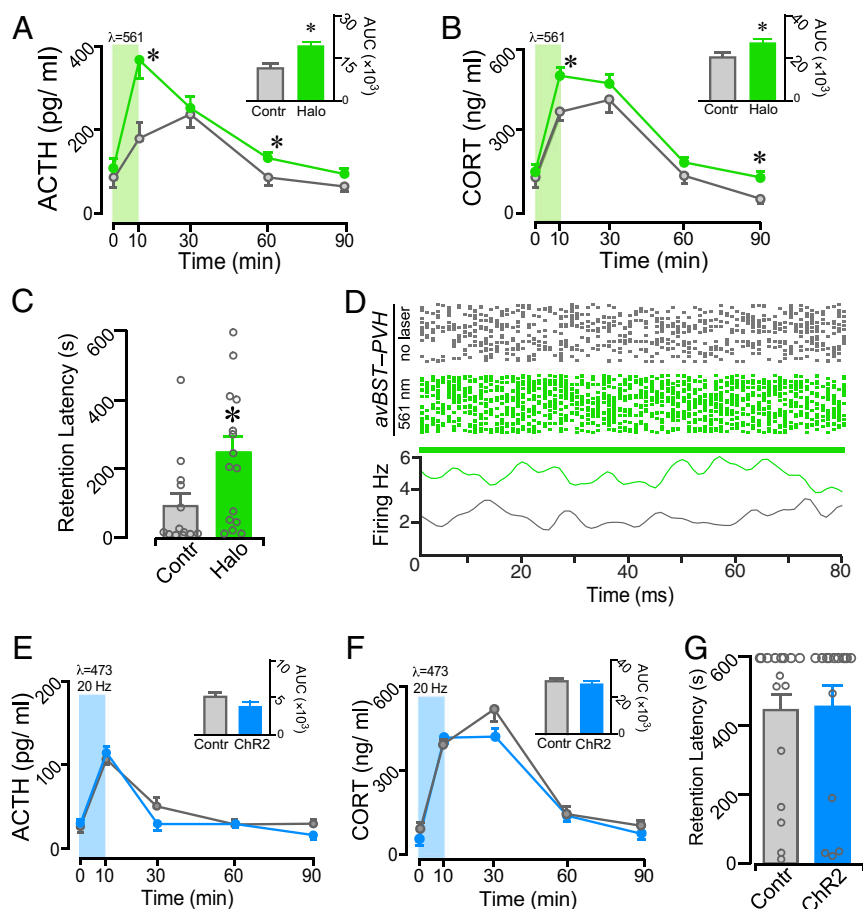 A
λ=561
ACTH (pg/ ml)
400
200
0
0 10 30 60 90
Time (min)
30
15
0
AUC (×10³)
*
Contr Halo
*
*
B
λ=561
CORT (ng/ ml)
600
300
0
0 10 30 60 90
Time (min)
40
20
0
AUC (×10³)
*
Contr Halo
*
*
C
Retention Latency (s)
600
400
200
0
*
Contr Halo
D
avBST–PVH
no laser
561 nm
Firing Hz
6
4
2
20 40 60 80
Time (ms)
E
λ=473
20 Hz
ACTH (pg/ ml)
200
100
0
0 10 30 60 90
Time (min)
10
5
0
AUC (×10³)
Contr ChR2
F
λ=473
20 Hz
CORT (ng/ ml)
600
300
0
0 10 30 60 90
Time (min)
40
20
0
AUC (×10³)
Contr ChR2
G
Retention Latency (s)
600
400
200
0
Contr ChR2